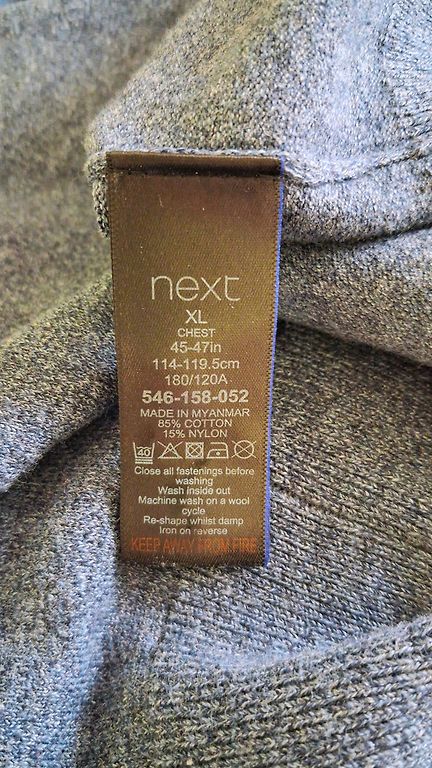 next
XL
CHEST
45-47in
114-119.5cm
180/120A
546-158-052
MADE IN MYANMAR
85% COTTON
15% NYLON
40
Close all fastenings before
washing
Wash inside out
Machine wash on a wool
cycle
Re-shape whilst damp
Iron on reverse
KEEP AWAY FROM FIRE